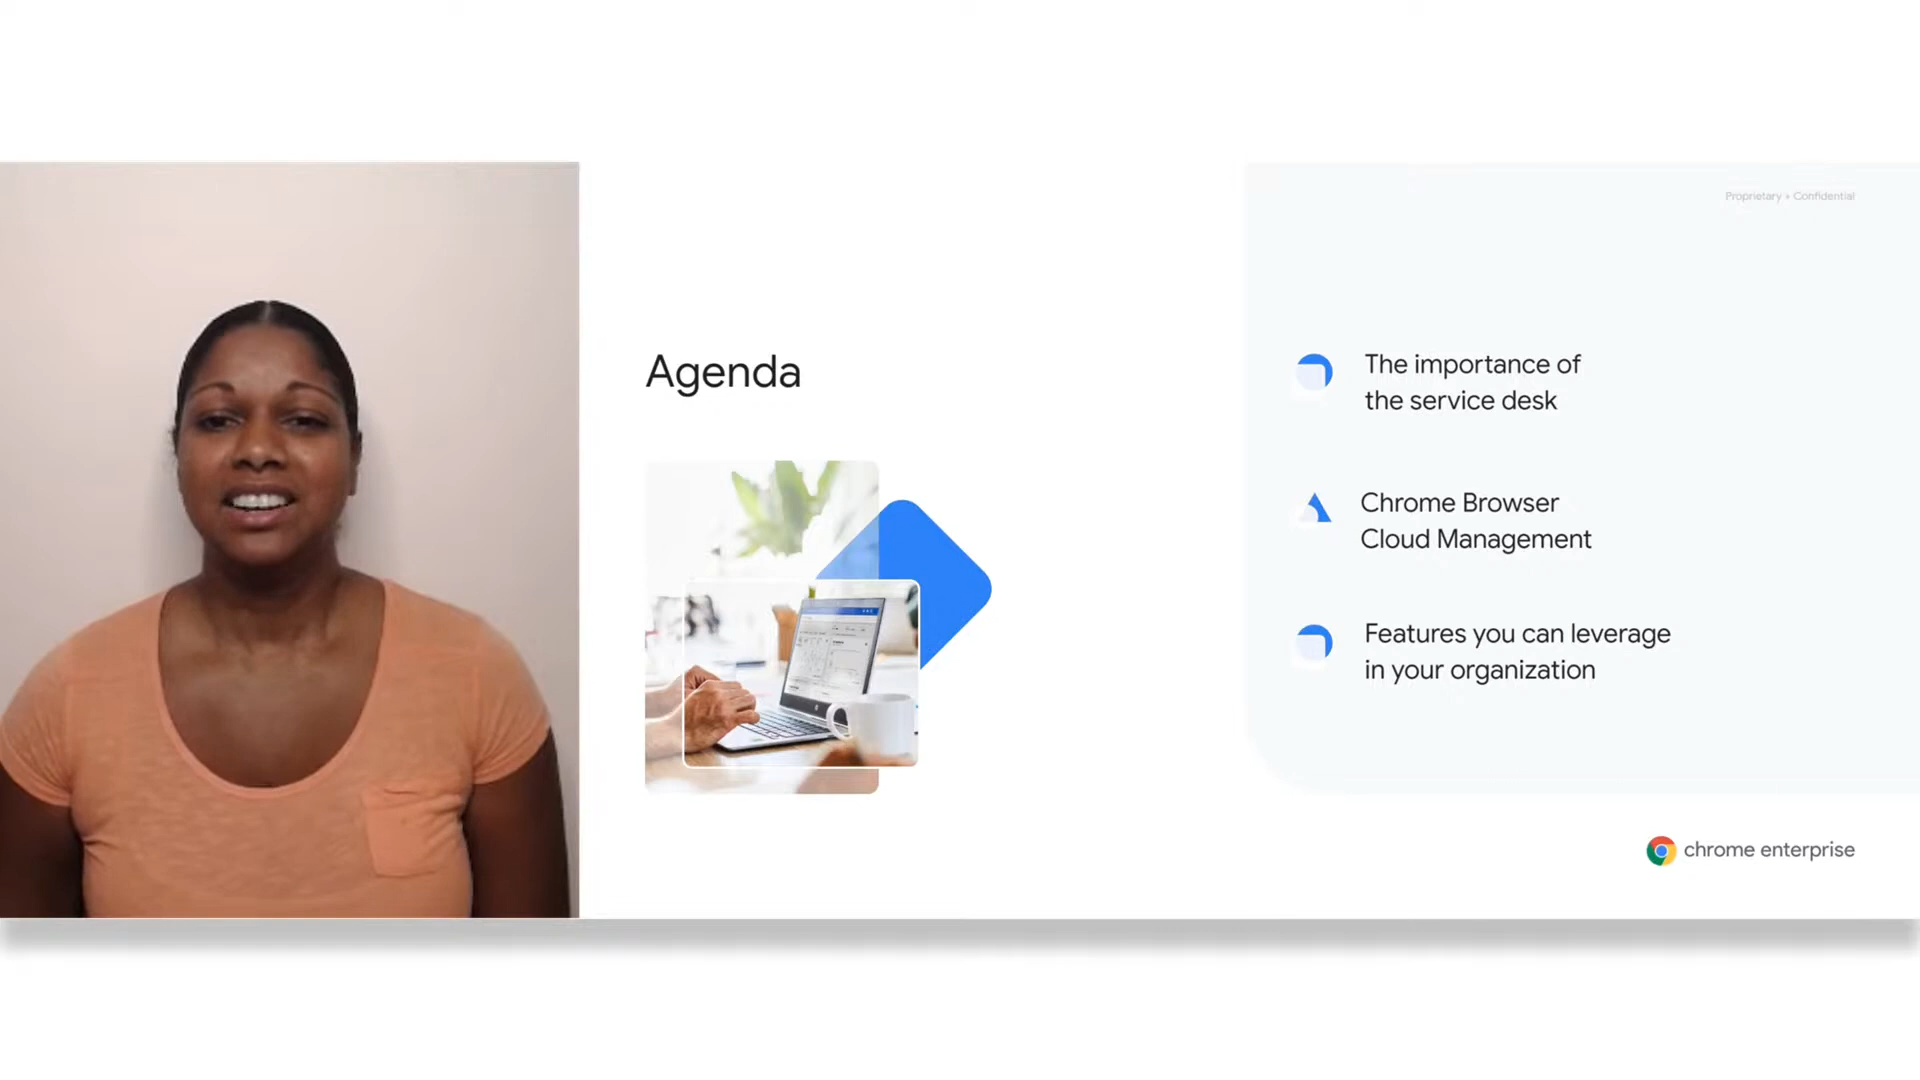 Proprietary + Confidential
Agenda
The importance of
the service desk
Chrome Browser
Cloud Management
Features you can leverage
in your organization
chrome enterprise